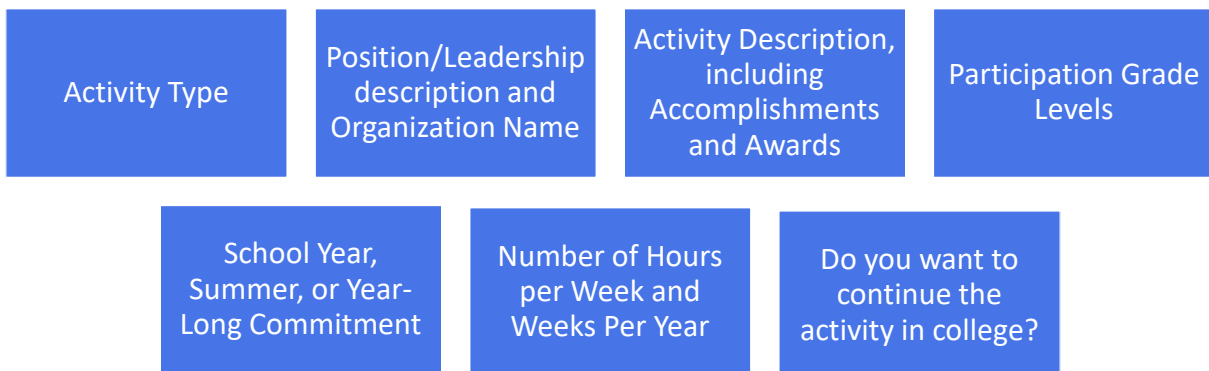 Activity Type
Position/Leadership
description and
Organization Name
Activity Description,
including
Accomplishments
and Awards
Participation Grade
Levels
School Year,
Summer, or Year-
Long Commitment
Number of Hours
per Week and
Weeks Per Year
Do you want to
continue the
activity in college?